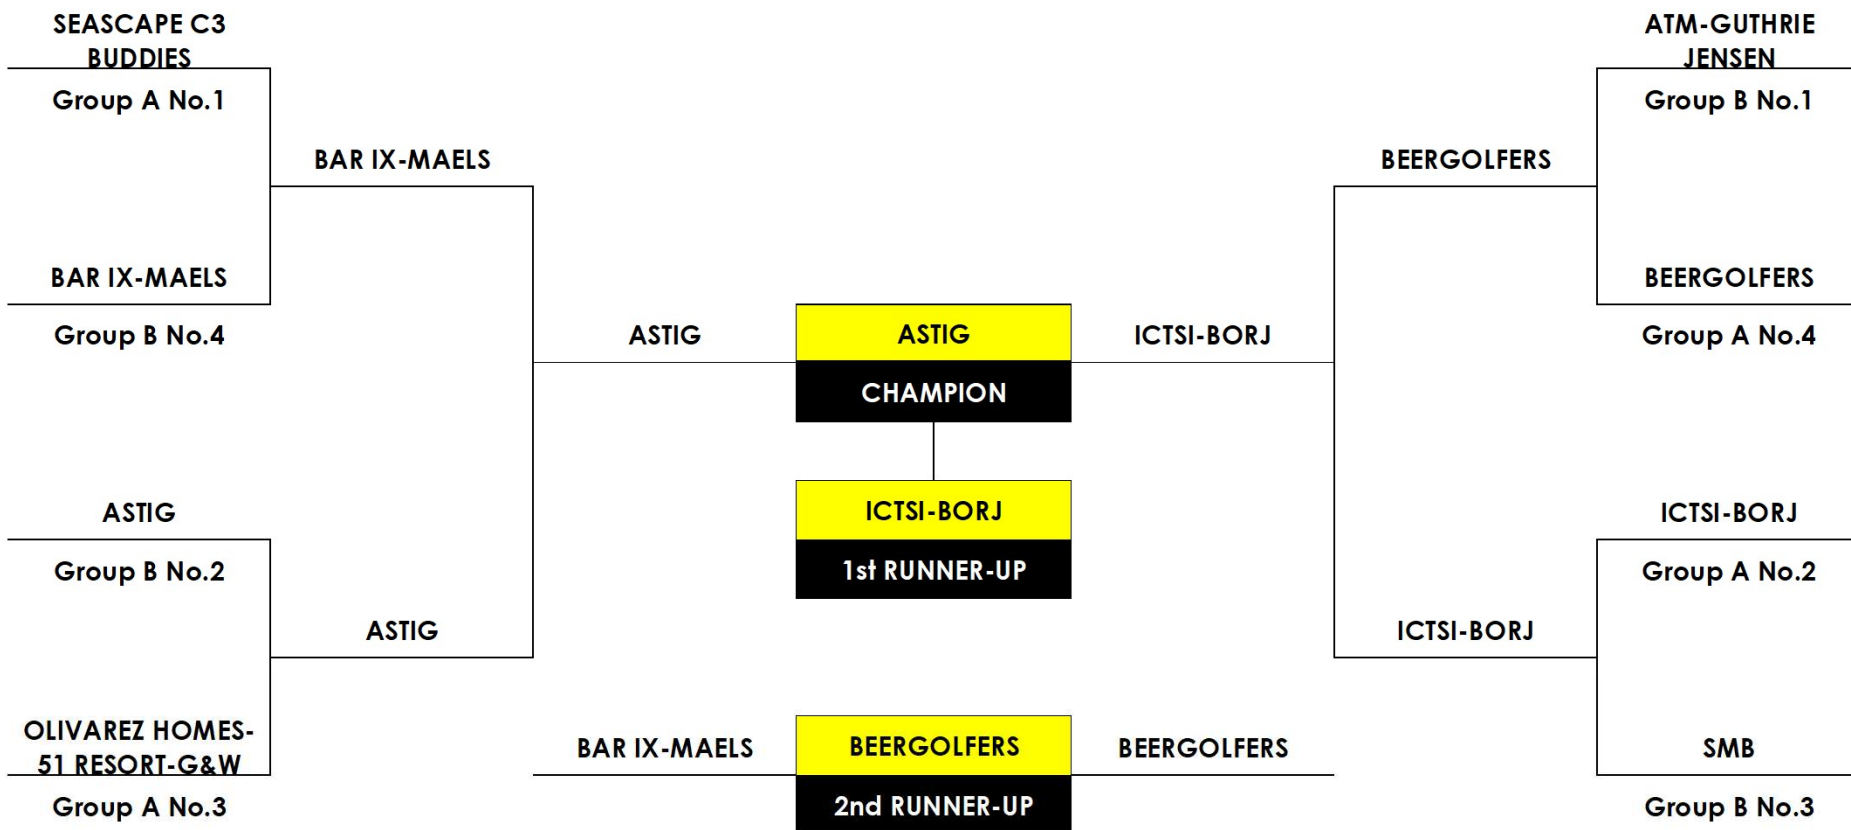 SEASCAPE C3
BUDDIES
Group A No.1
BAR IX-MAELS
BAR IX-MAELS
Group B No.4
ASTIG
Group B No.2
ASTIG
OLIVAREZ HOMES-
51 RESORT-G&W
Group A No.3
ASTIG
ASTIG
CHAMPION
ICTSI-BORJ
ICTSI-BORJ
1st RUNNER-UP
BAR IX-MAELS
BEERGOLFERS
2nd RUNNER-UP
BEERGOLFERS
ATM-GUTHRIE
JENSEN
Group B No.1
BEERGOLFERS
BEERGOLFERS
Group A No.4
ICTSI-BORJ
Group A No.2
ICTSI-BORJ
SMB
Group B No.3